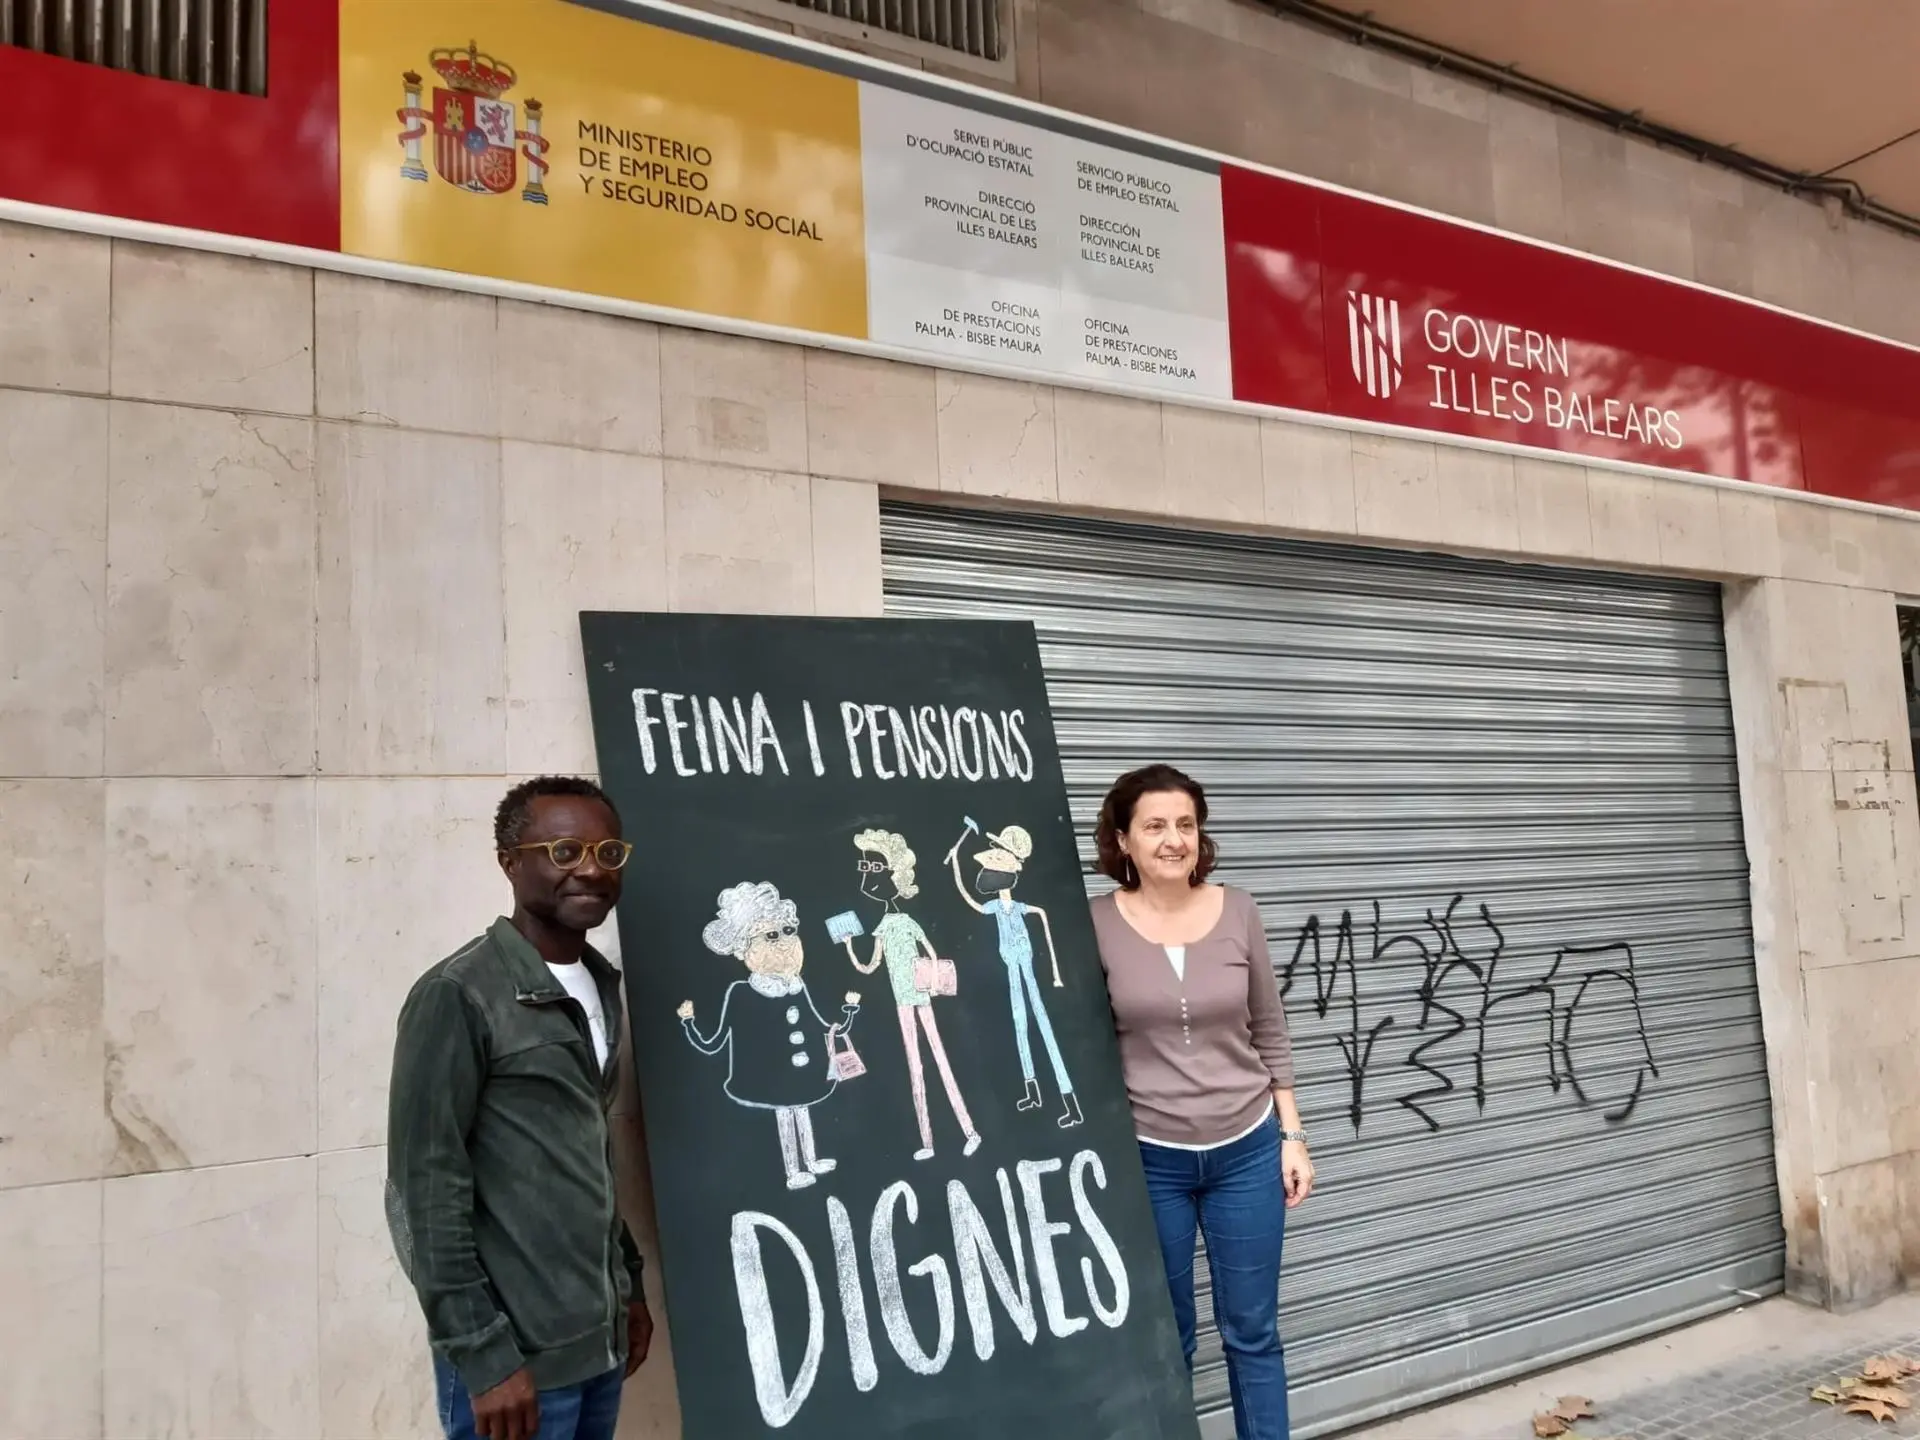 MINISTERIO
DE EMPLEO
Y SEGURIDAD SOCIAL
SERVEI PÚBLIC
D'OCUPACIÓ ESTATAL
DIRECCIÓ
PROVINCIAL DE LES
ILLES BALEARS
OFICINA
DE PRESTACIONS
PALMA - BISBE MAURA
SERVICIO PÚBLICO
DE EMPLEO ESTATAL
DIRECCIÓN
PROVINCIAL DE
ILLES BALEARS
OFICINA
DE PRESTACIONES
PALMA - BISBE MAURA
GOVERN
ILLES BALEARS
FEINA I PENSIONS
DIGNES